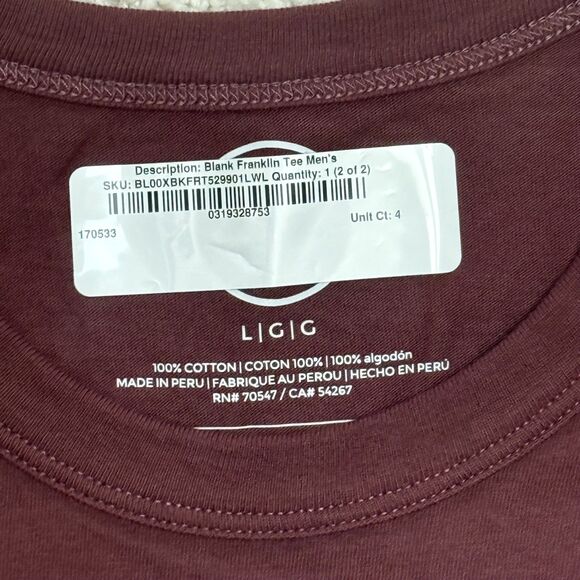 Description: Blank Franklin Tee Men's
SKU: BL00XBKFRT529901LWL Quantity: 1 (2 of 2)
0319328753
Unit Ct: 4
170533
L|G|G
100% COTTON | COTON 100% | 100% algodón
MADE IN PERU | FABRIQUE AU PEROU | HECHO EN PERÚ
RN# 70547 / CA# 54267